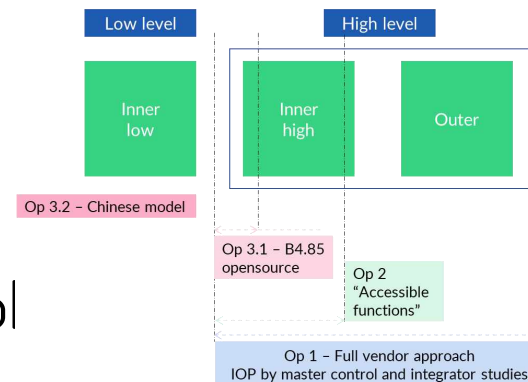 Low level
High level
Inner
low
Inner
high
Outer
Op 3.2 – Chinese model
Op 3.1 – B4.85
opensource
Op 2
“Accessible
functions”
Op 1 – Full vendor approach
IOP by master control and integrator studies